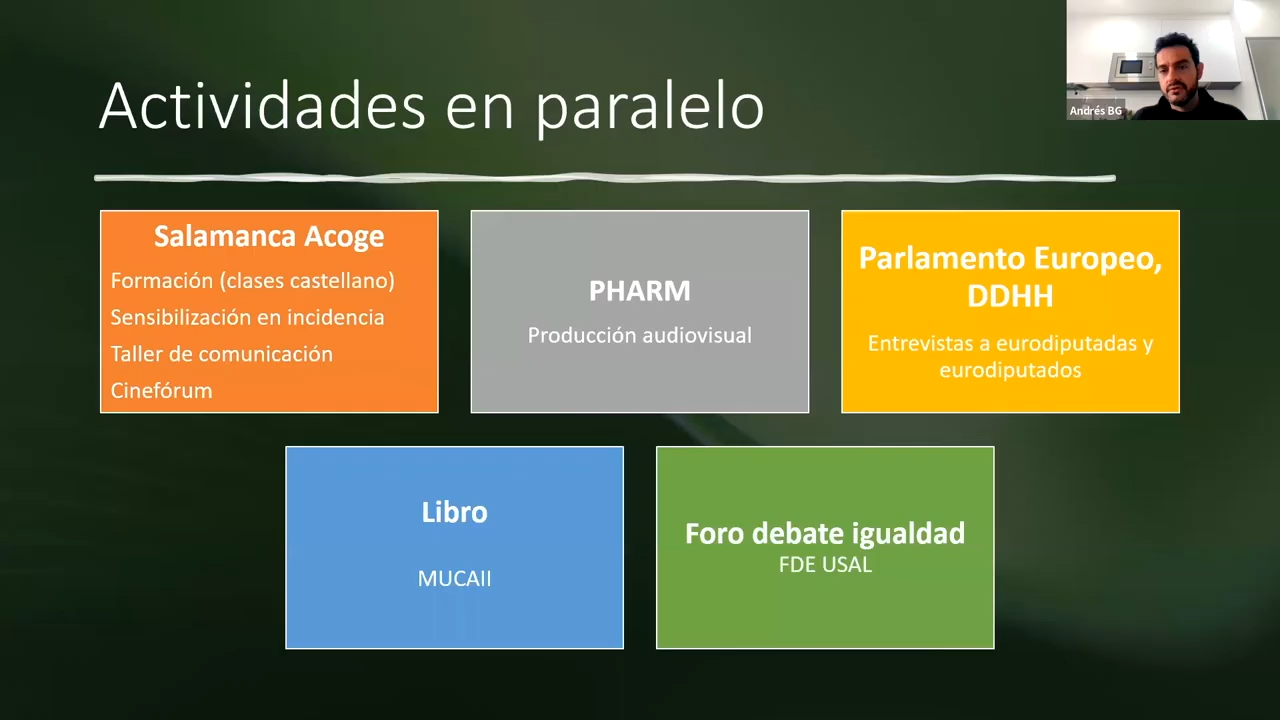 Actividades en paralelo
Andrés BG
Salamanca Acoge
Formación (clases castellano)
Sensibilización en incidencia
Taller de comunicación
Cinefórum
PHARM
Producción audiovisual
Parlamento Europeo,
DDHH
Entrevistas a eurodiputadas y
eurodiputados
Libro
MUCAII
Foro debate igualdad
FDE USAL